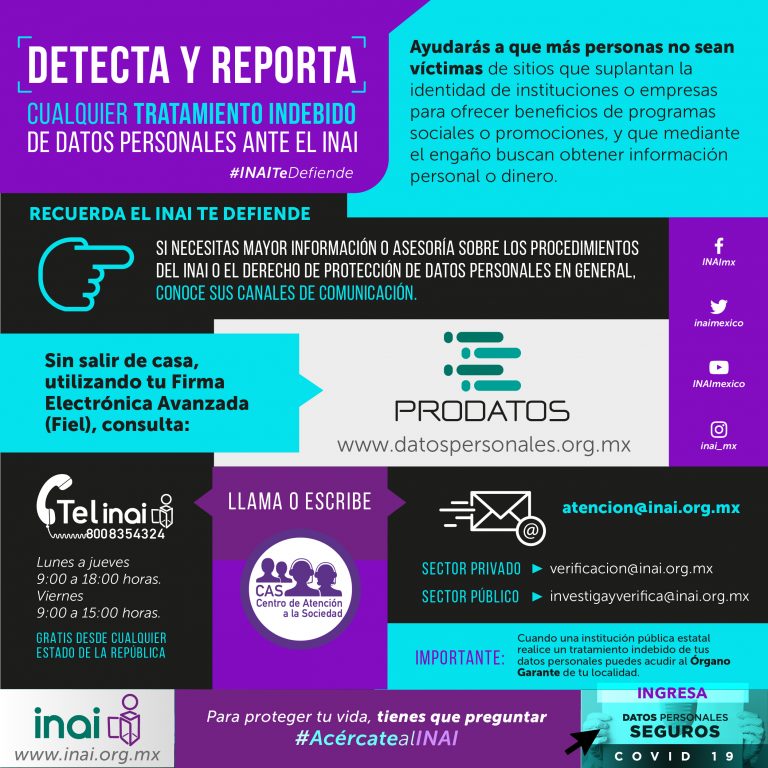 DETECTA Y REPORTA
CUALQUIER TRATAMIENTO INDEBIDO
DE DATOS PERSONALES ANTE EL INAI
#INAITeDefiende
Ayudarás a que más personas no sean
víctimas de sitios que suplantan la
identidad de instituciones o empresas
para ofrecer beneficios de programas
sociales o promociones, y que mediante
el engaño buscan obtener información
personal o dinero.
RECUERDA EL INAI TE DEFIENDE
SI NECESITAS MAYOR INFORMACIÓN O ASESORÍA SOBRE LOS PROCEDIMIENTOS
DEL INAI O EL DERECHO DE PROTECCIÓN DE DATOS PERSONALES EN GENERAL,
CONOCE SUS CANALES DE COMUNICACIÓN.
INAImx
inaimexico
INAImexico
inai_mx
Sin salir de casa,
utilizando tu Firma
Electrónica Avanzada
(Fiel), consulta:
PRODATOS
www.datospersonales.org.mx
Telinai
8008354324
Lunes a jueves
9:00 a 18:00 horas.
Viernes
9:00 a 15:00 horas.
GRATIS DESDE CUALQUIER
ESTADO DE LA REPÚBLICA
LLAMA O ESCRIBE
CAS
Centro de Atención
a la Sociedad
@
atencion@inai.org.mx
SECTOR PRIVADO ► verificacion@inai.org.mx
SECTOR PÚBLICO ► investigayverifica@inai.org.mx
IMPORTANTE:
Cuando una institución pública estatal
realice un tratamiento indebido de tus
datos personales puedes acudir al Órgano
Garante de tu localidad.
inai
www.inai.org.mx
Para proteger tu vida, tienes que preguntar
#AcércatealINAI
INGRESA
DATOS PERSONALES
SEGUROS
COVID 19